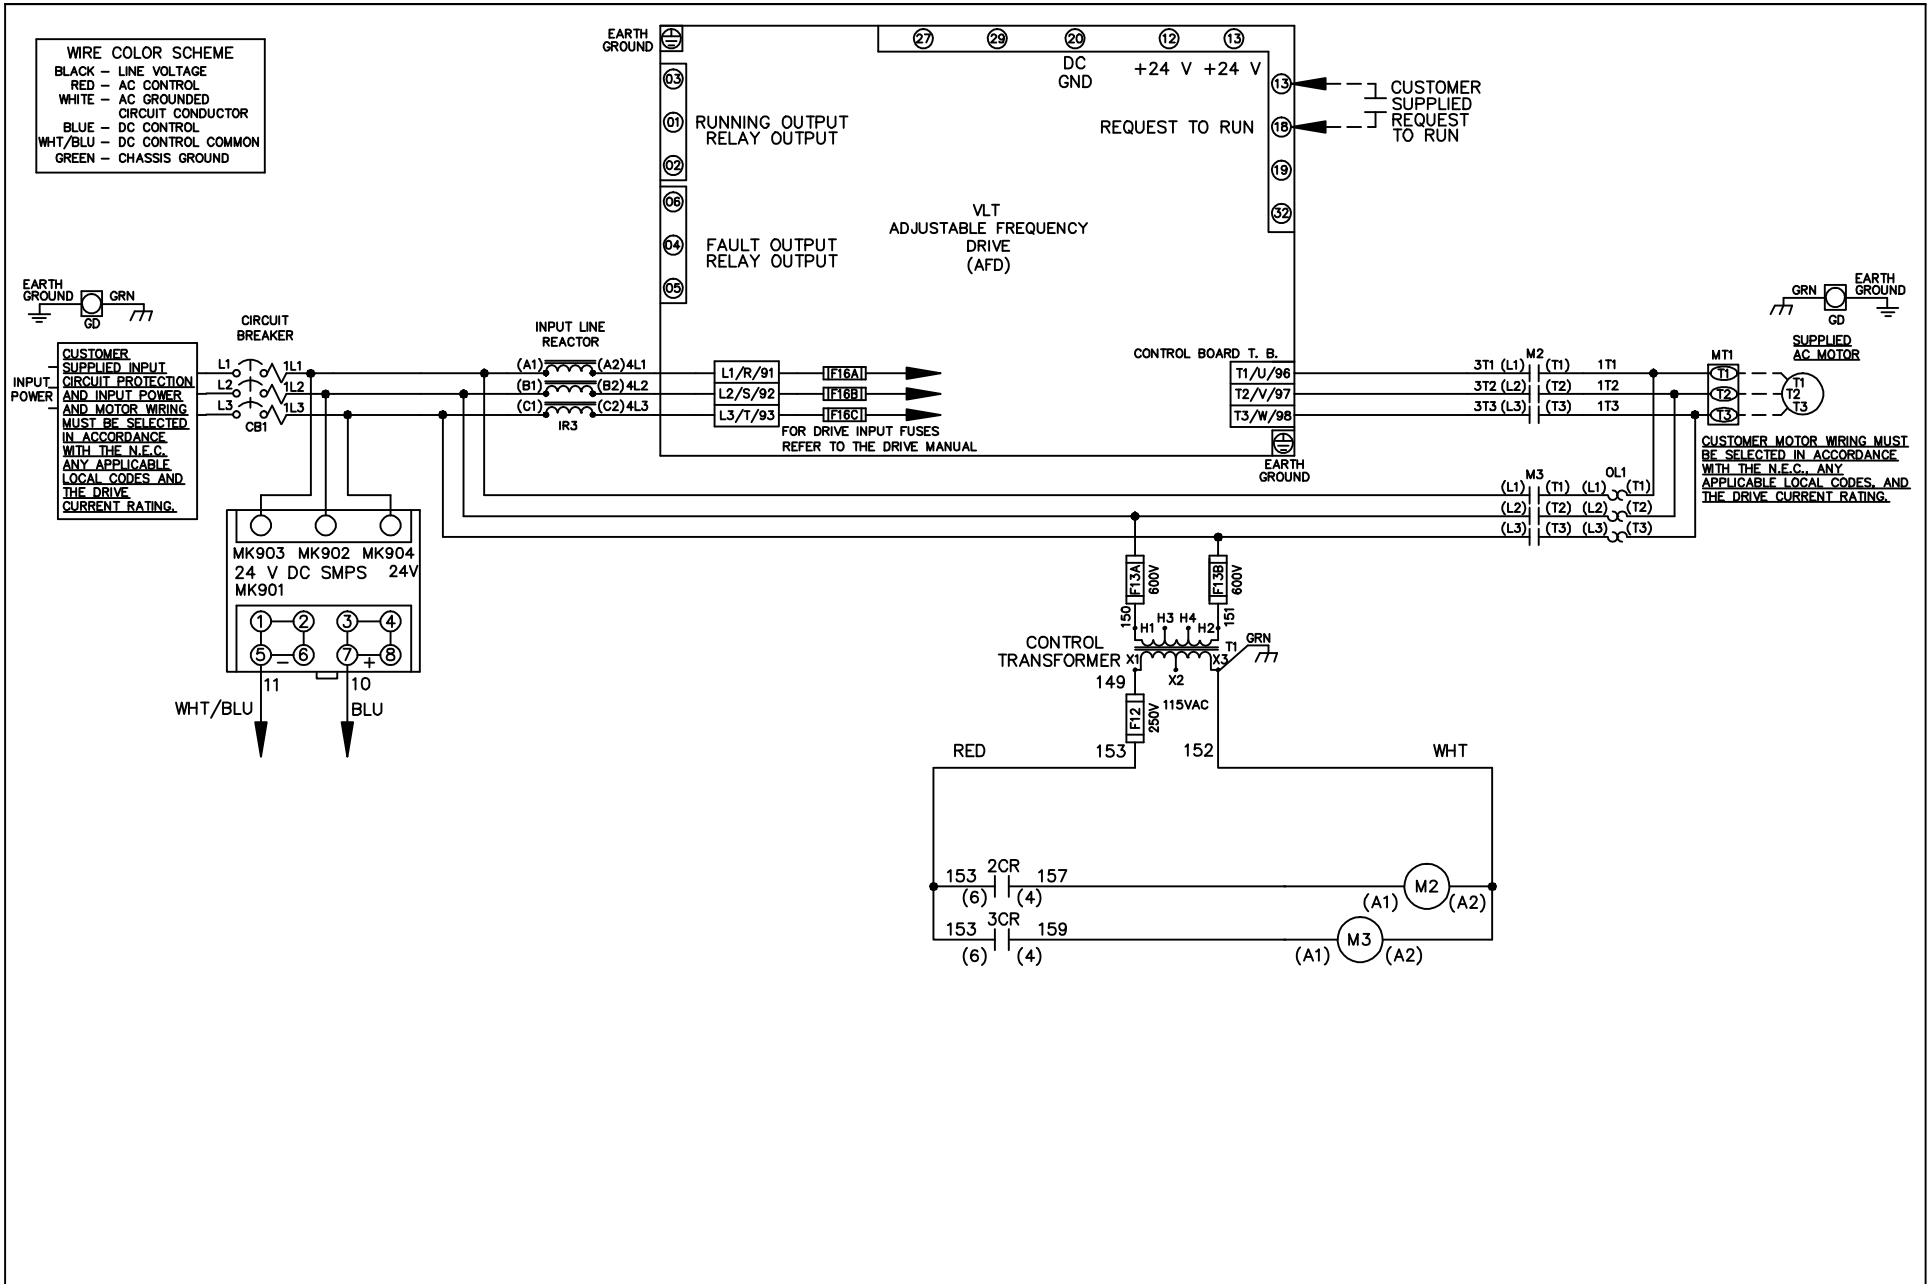 WIRE COLOR SCHEME
BLACK – LINE VOLTAGE
RED – AC CONTROL
WHITE – AC GROUNDED
CIRCUIT CONDUCTOR
BLUE – DC CONTROL
WHT/BLU – DC CONTROL COMMON
GREEN – CHASSIS GROUND
EARTH
GROUND
03
01
02
RUNNING OUTPUT
RELAY OUTPUT
06
04
05
FAULT OUTPUT
RELAY OUTPUT
27 29 20 12 13
DC
GND
+24 V +24 V
13
18
19
32
REQUEST TO RUN
CUSTOMER
SUPPLIED
REQUEST
TO RUN
VLT
ADJUSTABLE FREQUENCY
DRIVE
(AFD)
EARTH
GROUND
GRN
GD
INPUT
POWER
CUSTOMER
SUPPLIED INPUT
CIRCUIT PROTECTION
AND INPUT POWER
AND MOTOR WIRING
MUST BE SELECTED
IN ACCORDANCE
WITH THE N.E.C.
ANY APPLICABLE
LOCAL CODES AND
THE DRIVE
CURRENT RATING.
CIRCUIT
BREAKER
L1 1L1
L2 1L2
L3 1L3
CB1
INPUT LINE
REACTOR
(A1) (A2) 4L1
(B1) (B2) 4L2
(C1) (C2) 4L3
IR3
L1/R/91 F16A
L2/S/92 F16B
L3/T/93 F16C
FOR DRIVE INPUT FUSES
REFER TO THE DRIVE MANUAL
CONTROL BOARD T. B.
T1/U/96
T2/V/97
T3/W/98
EARTH
GROUND
M2
3T1 (L1) (T1) 1T1
3T2 (L2) (T2) 1T2
3T3 (L3) (T3) 1T3
MT1
T1
T2
T3
GRN
EARTH
GROUND
GD
SUPPLIED
AC MOTOR
T1
T2
T3
CUSTOMER MOTOR WIRING MUST
BE SELECTED IN ACCORDANCE
WITH THE N.E.C., ANY
APPLICABLE LOCAL CODES, AND
THE DRIVE CURRENT RATING.
M3 OL1
(L1) (T1) (L1) (T1)
(L2) (T2) (L2) (T2)
(L3) (T3) (L3) (T3)
MK903 MK902 MK904
24 V DC SMPS 24V
MK901
1 2 3 4
5 – 6 7 + 8
11 10
WHT/BLU BLU
F13A
600V
F13B
600V
150
151
H1 H3 H4 H2
CONTROL
TRANSFORMER
T1
GRN
X1 X3
X2
149
F12
250V
115VAC
RED 153 152 WHT
2CR
153 157
(6) (4)
M2
(A1) (A2)
3CR
153 159
(6) (4)
M3
(A1) (A2)